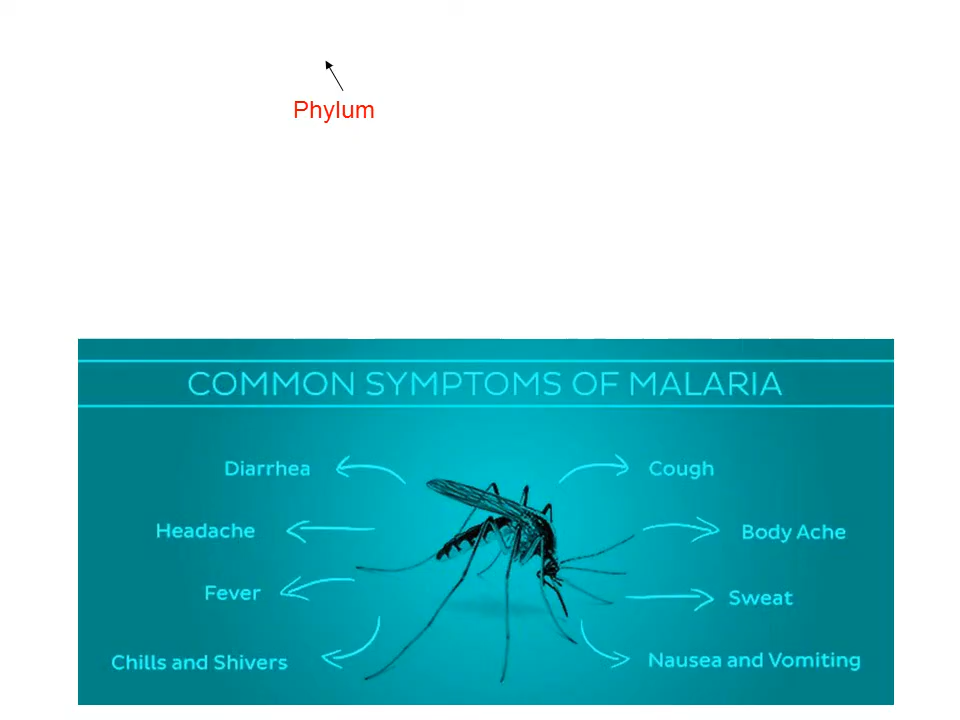 Phylum
COMMON SYMPTOMS OF MALARIA
Diarrhea
Cough
Headache
Body Ache
Fever
Sweat
Chills and Shivers
Nausea and Vomiting